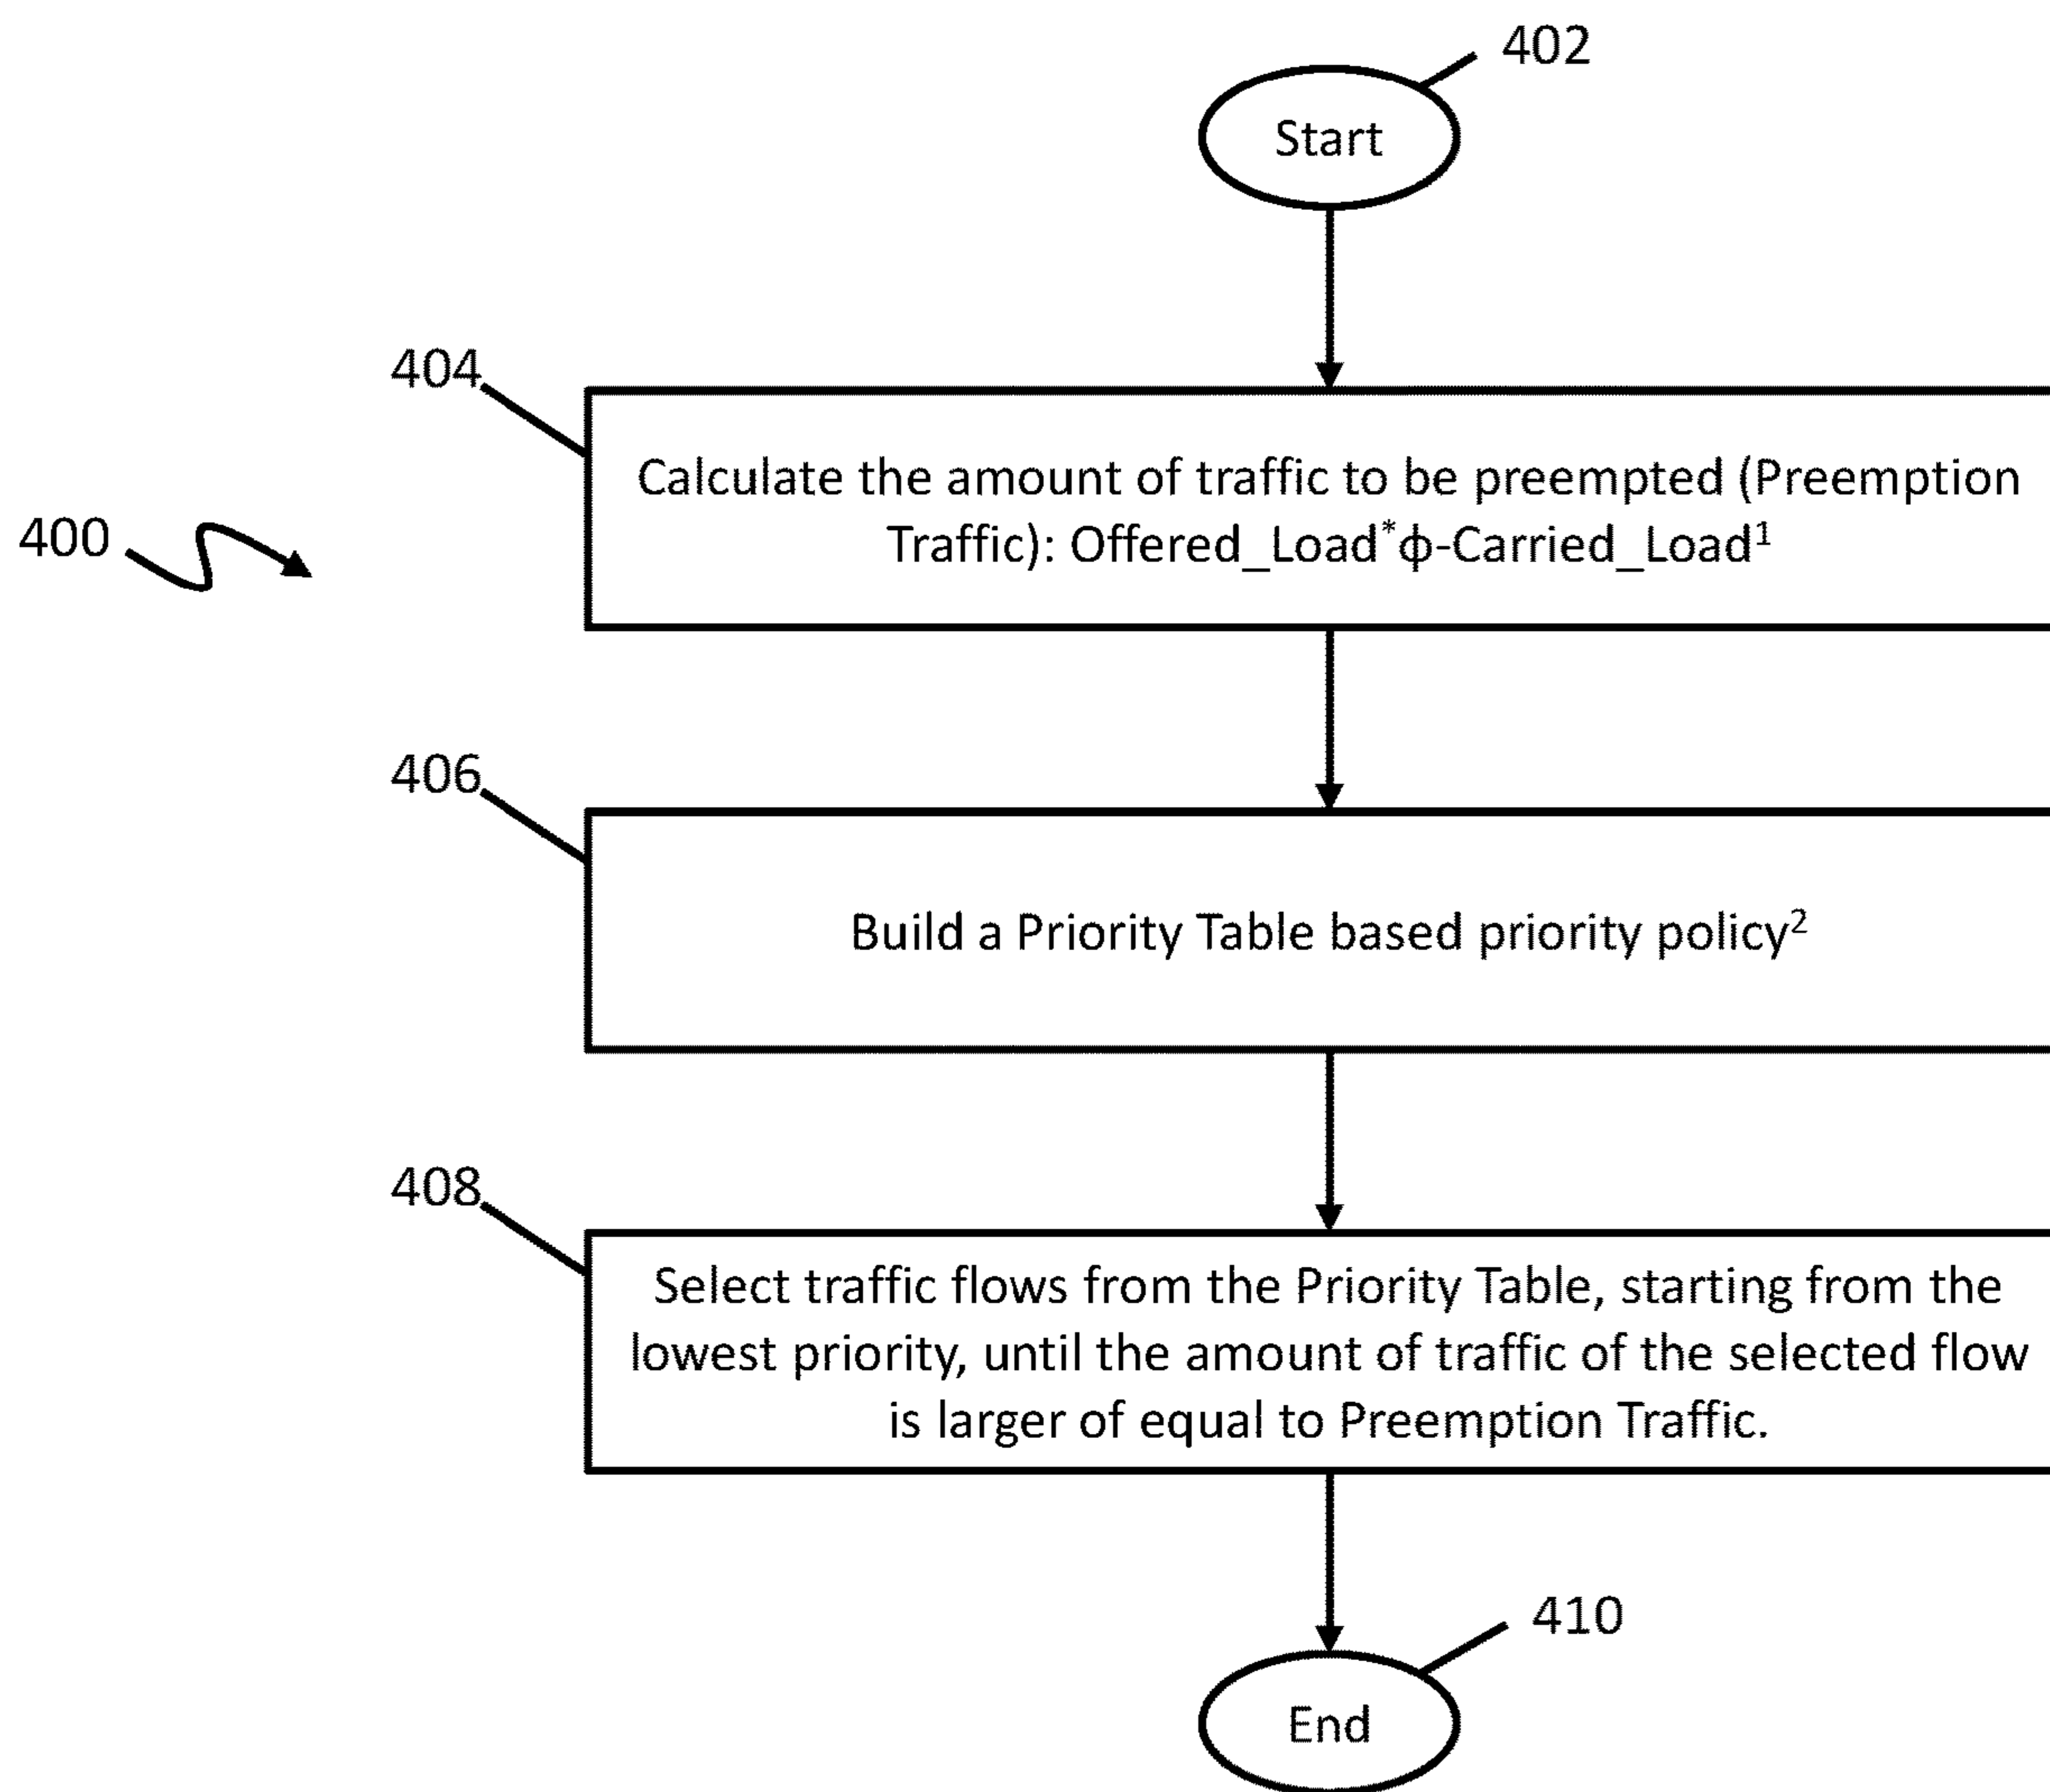 402
Start
404
Calculate the amount of traffic to be preempted (Preemption
Traffic): Offered_Load*ϕ-Carried_Load¹
400
406
Build a Priority Table based priority policy²
408
Select traffic flows from the Priority Table, starting from the
lowest priority, until the amount of traffic of the selected flow
is larger of equal to Preemption Traffic.
410
End